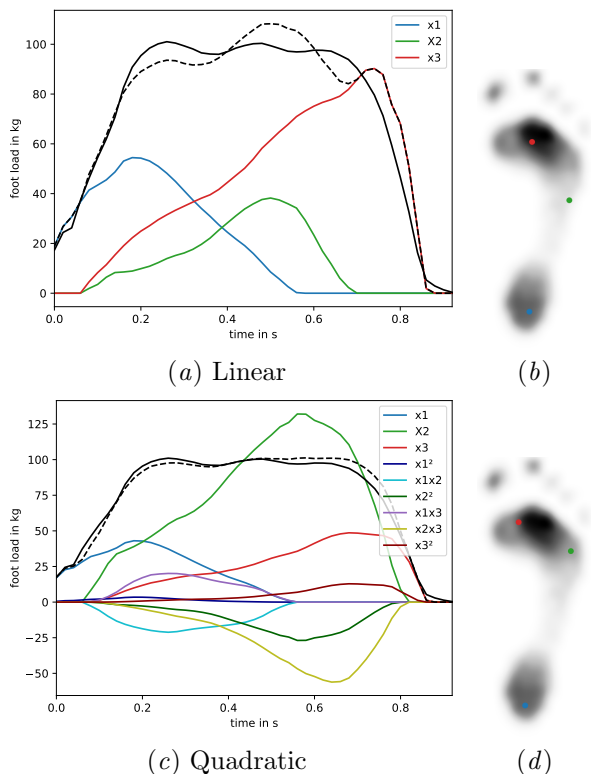 100
80
60
40
20
0
foot load in kg
x1
X2
x3
0.0 0.2 0.4 0.6 0.8
time in s
(a) Linear (b)
125
100
75
50
25
0
−25
−50
foot load in kg
x1
X2
x3
x1²
x1x2
x2²
x1x3
x2x3
x3²
0.0 0.2 0.4 0.6 0.8
time in s
(c) Quadratic (d)